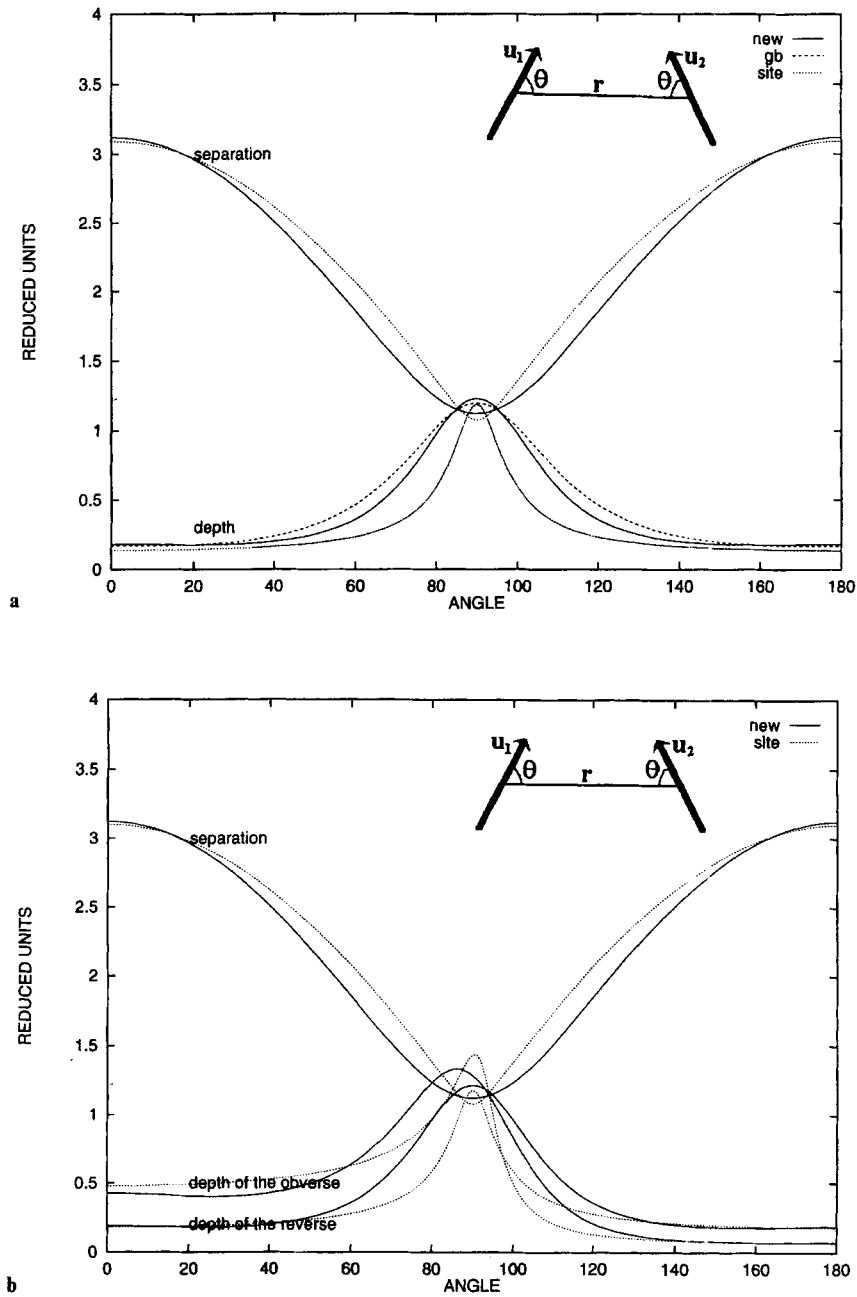 4
3.5
3
2.5
2
1.5
1
0.5
0
REDUCED UNITS
u1
θ
r
θ
u2
new
gb
site
separation
depth
0 20 40 60 80 100 120 140 160 180
ANGLE
a
4
3.5
3
2.5
2
1.5
1
0.5
0
REDUCED UNITS
u1
θ
r
θ
u2
new
site
separation
depth of the obverse
depth of the reverse
0 20 40 60 80 100 120 140 160 180
ANGLE
b